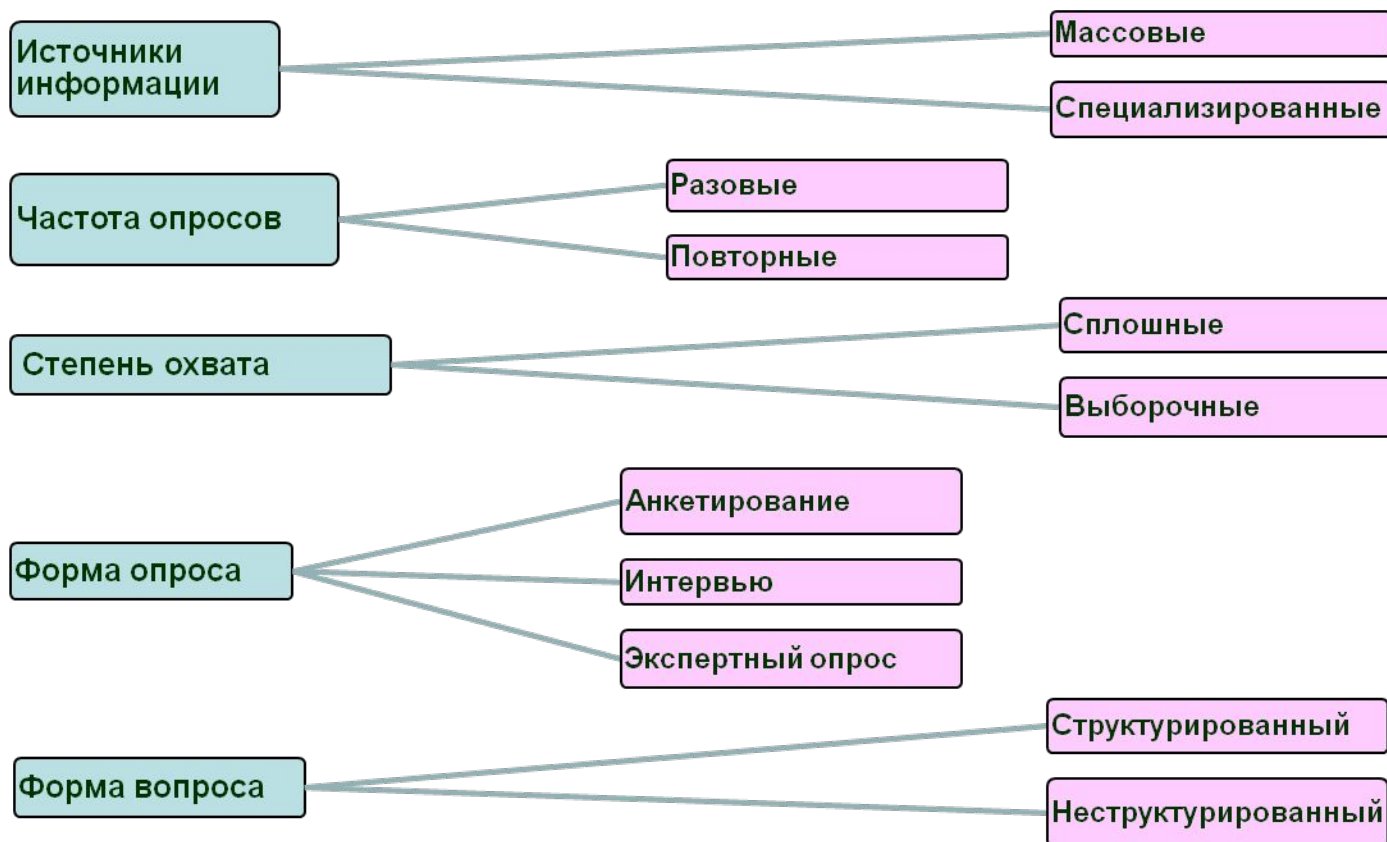 Источники
информации
Массовые
Специализированные
Частота опросов
Разовые
Повторные
Степень охвата
Сплошные
Выборочные
Форма опроса
Анкетирование
Интервью
Экспертный опрос
Форма вопроса
Структурированный
Неструктурированный